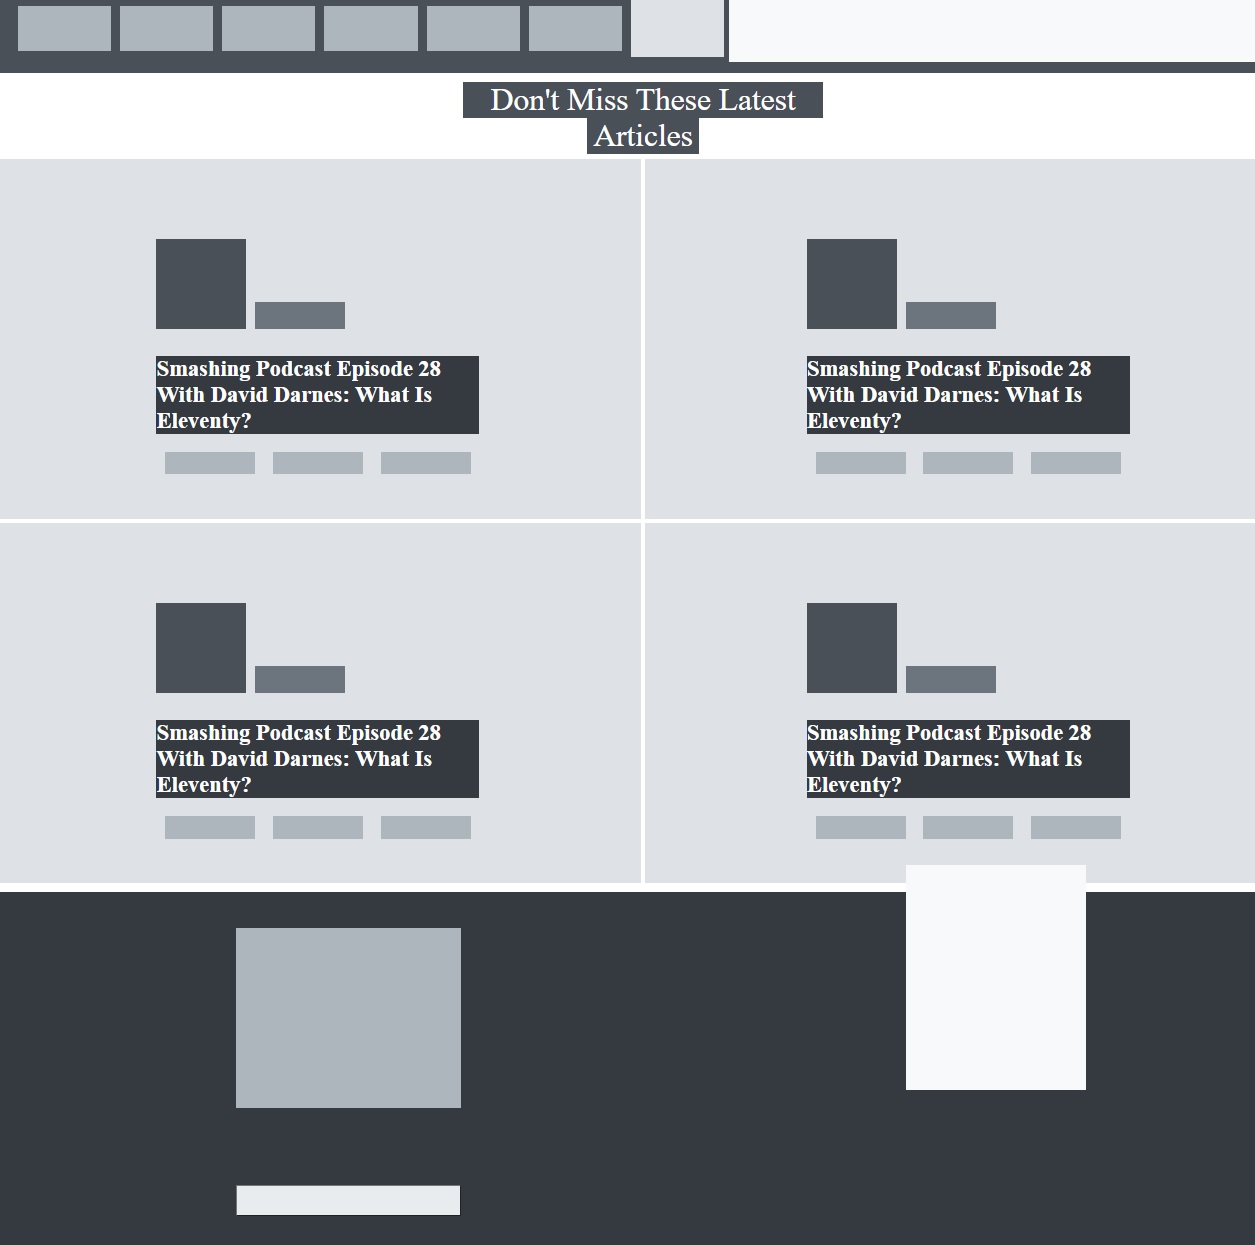 Don't Miss These Latest
Articles
Smashing Podcast Episode 28
With David Darnes: What Is
Eleventy?
Smashing Podcast Episode 28
With David Darnes: What Is
Eleventy?
Smashing Podcast Episode 28
With David Darnes: What Is
Eleventy?
Smashing Podcast Episode 28
With David Darnes: What Is
Eleventy?